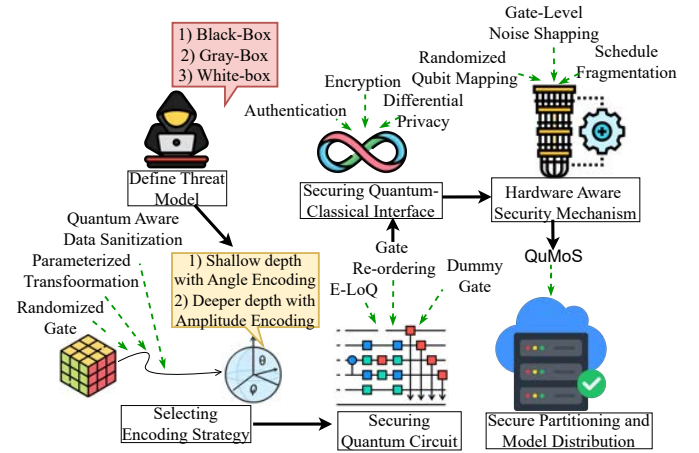 1) Black-Box
2) Gray-Box
3) White-box
Define Threat
Model
Quantum Aware
Data Sanitization
Parameterized
Transfoormation
Randomized
Gate
1) Shallow depth
with Angle Encoding
2) Deeper depth with
Amplitude Encoding
θ
φ
Selecting
Encoding Strategy
E-LoQ
Gate
Re-ordering
Dummy
Gate
Securing
Quantum Circuit
Authentication
Encryption
Differential
Privacy
Securing Quantum-
Classical Interface
Randomized
Qubit Mapping
Gate-Level
Noise Shapping
Schedule
Fragmentation
Hardware Aware
Security Mechanism
QuMoS
Secure Partitioning and
Model Distribution